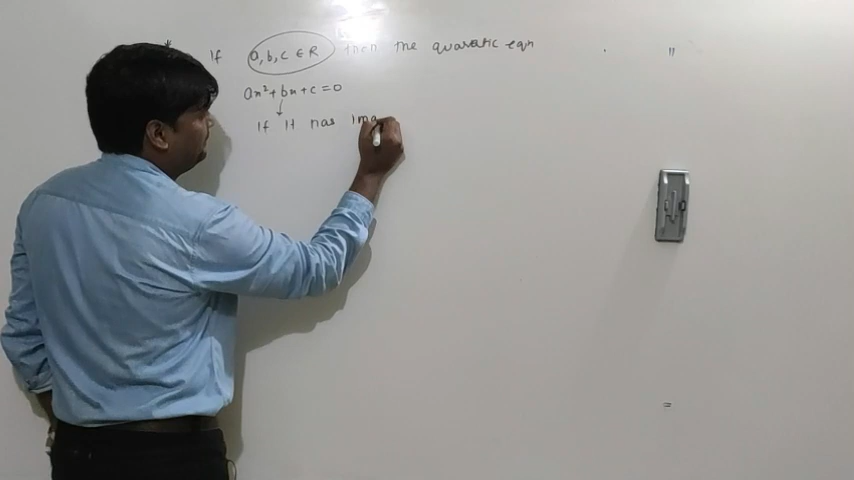 * If a, b, c ∈ R then the quadratic eqn
ax²+bx+c=0
↓
If it has ima
"
=